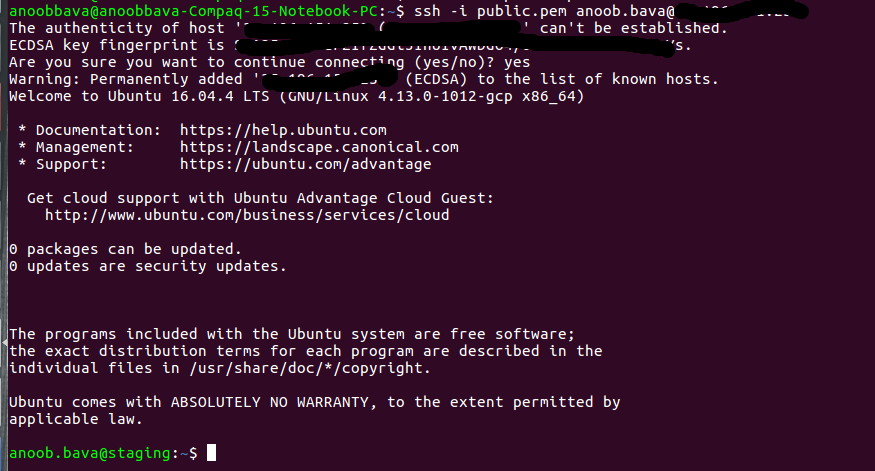 anoobbava@anoobbava-Compaq-15-Notebook-PC:~$ ssh -i public.pem anoob.bava@
The authenticity of host ' ( ' can't be established.
ECDSA key fingerprint is
Are you sure you want to continue connecting (yes/no)? yes
Warning: Permanently added ' (ECDSA) to the list of known hosts.
Welcome to Ubuntu 16.04.4 LTS (GNU/Linux 4.13.0-1012-gcp x86_64)
* Documentation: https://help.ubuntu.com
* Management: https://landscape.canonical.com
* Support: https://ubuntu.com/advantage
Get cloud support with Ubuntu Advantage Cloud Guest:
http://www.ubuntu.com/business/services/cloud
0 packages can be updated.
0 updates are security updates.
The programs included with the Ubuntu system are free software;
the exact distribution terms for each program are described in the
individual files in /usr/share/doc/*/copyright.
Ubuntu comes with ABSOLUTELY NO WARRANTY, to the extent permitted by
applicable law.
anoob.bava@staging:~$